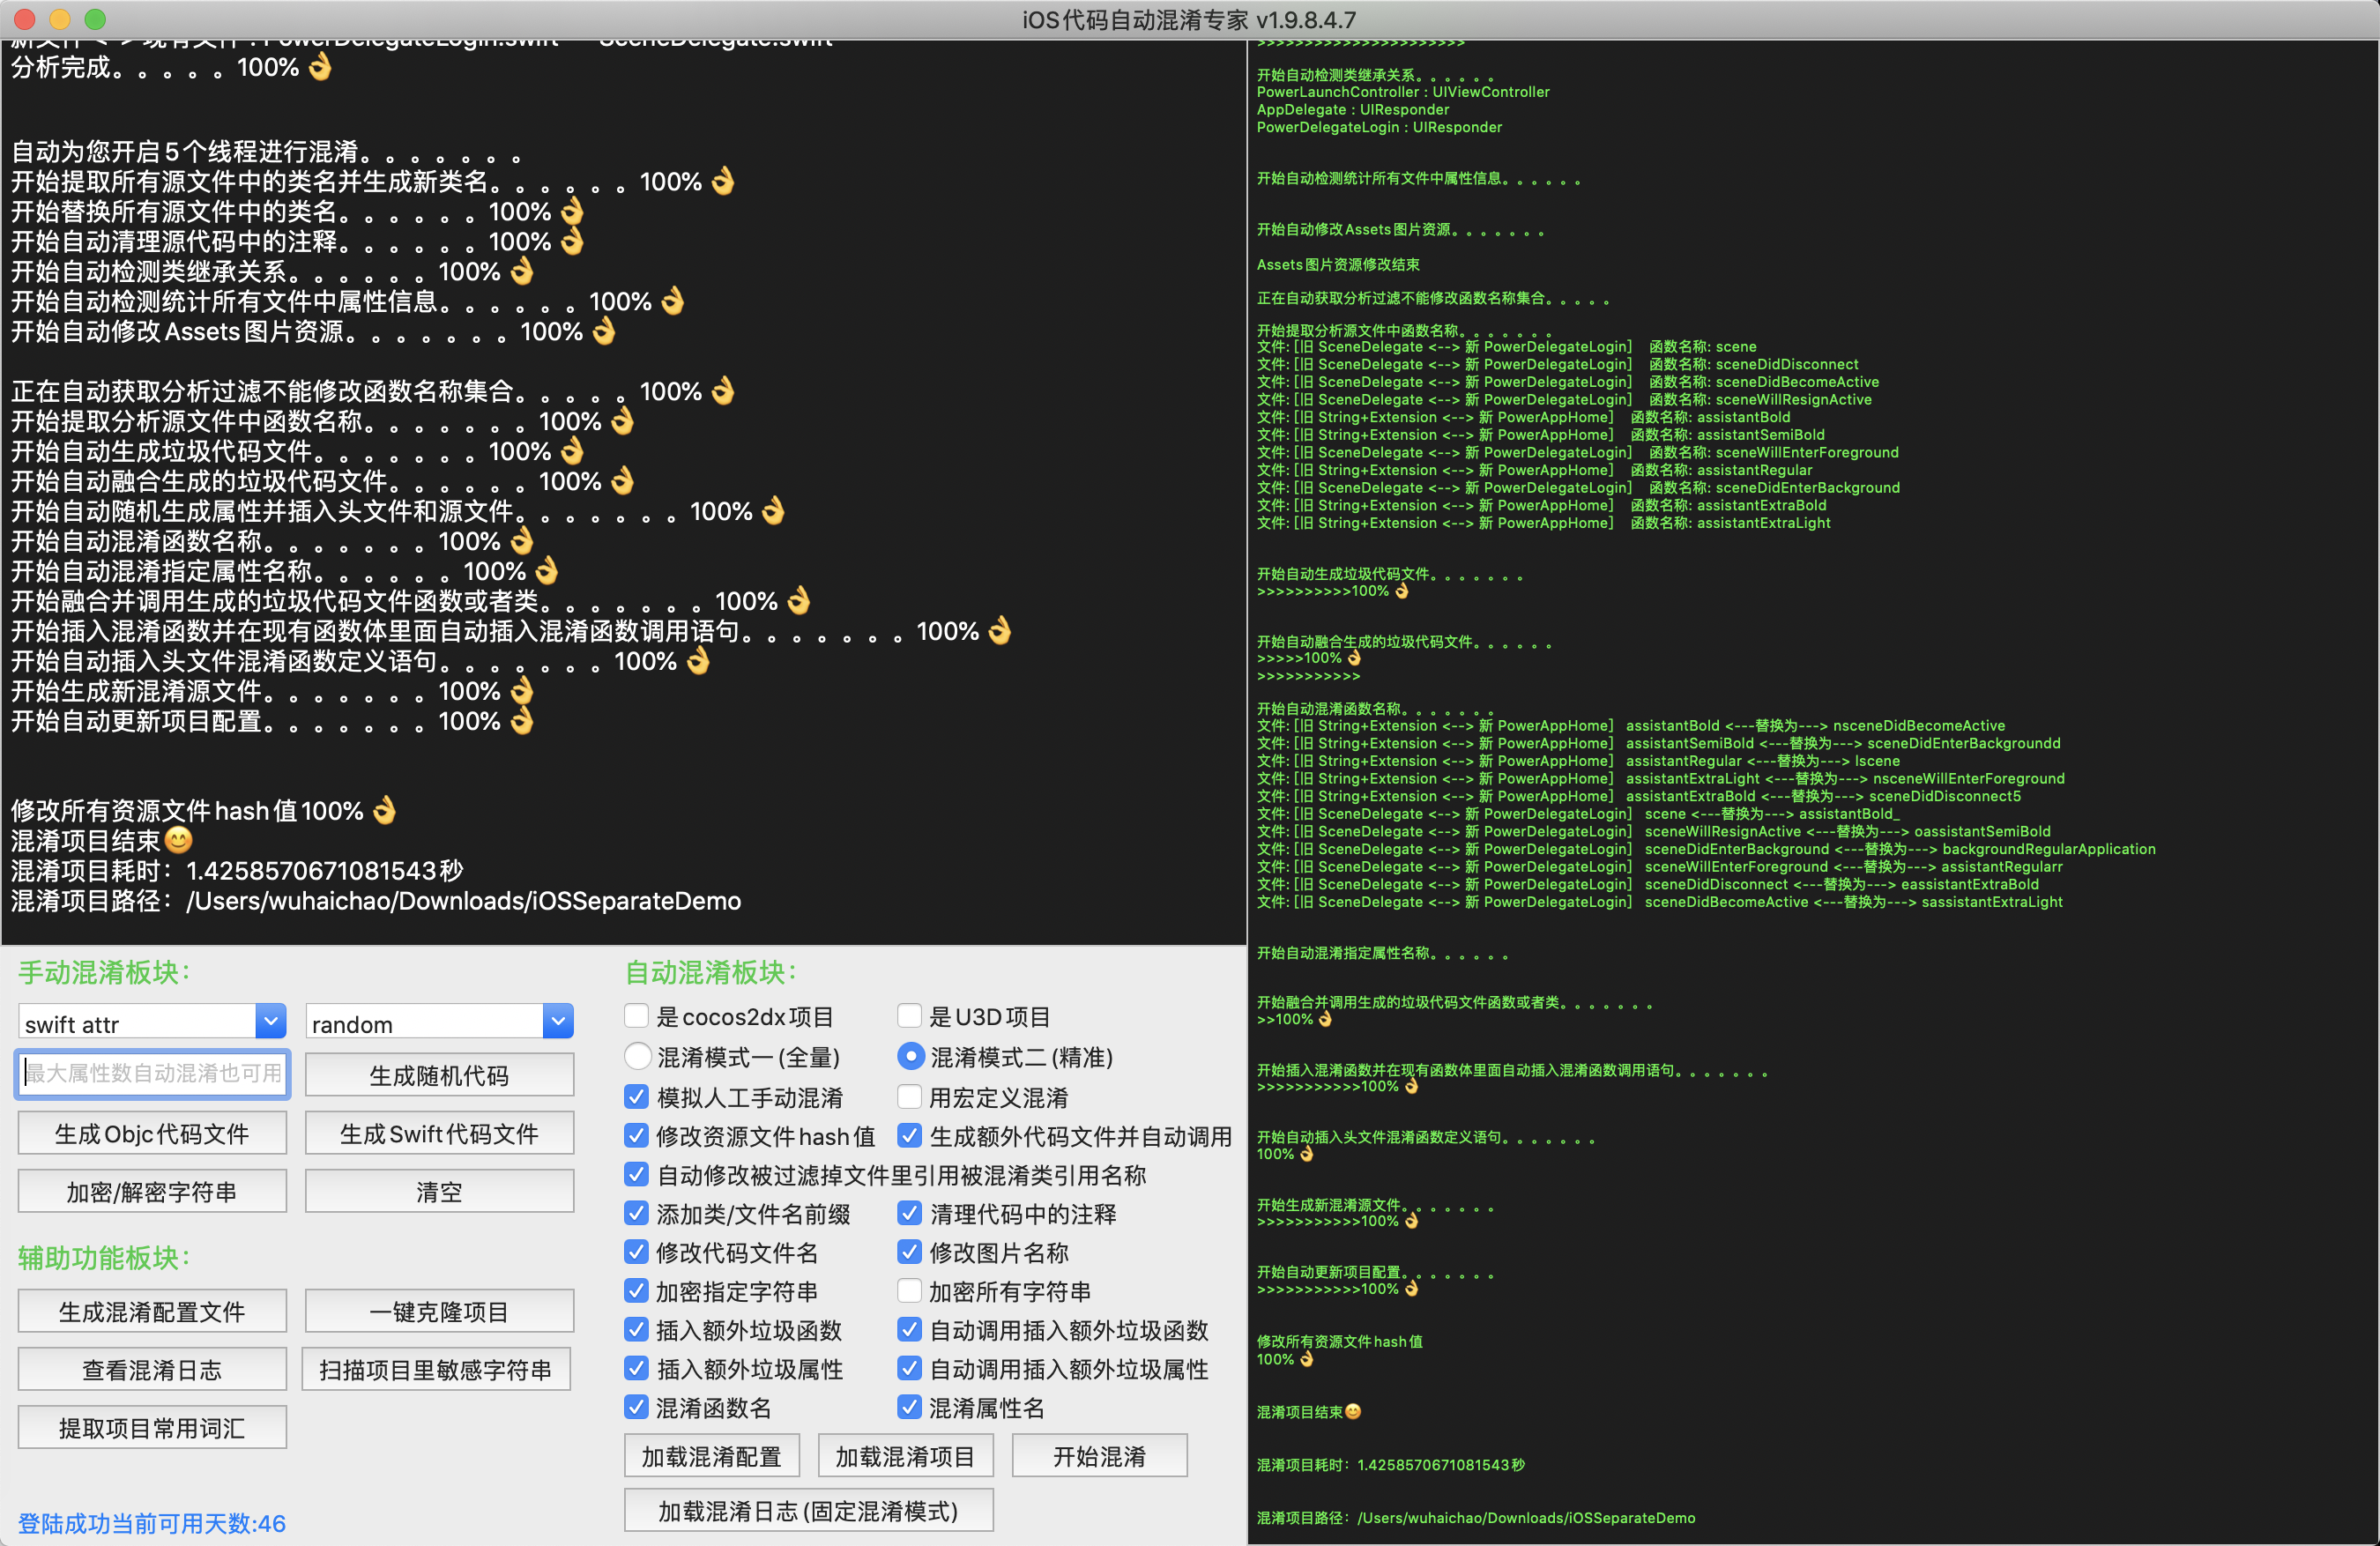 iOS代码自动混淆专家 v1.9.8.4.7
新文件 <-> 现有文件 : PowerDelegateLogin.swift - SceneDelegate.swift
分析完成。。。。。100%👌
自动为您开启5个线程进行混淆。。。。。。。
开始提取所有源文件中的类名并生成新类名。。。。。。100%👌
开始替换所有源文件中的类名。。。。。。100%👌
开始自动清理源代码中的注释。。。。。。100%👌
开始自动检测类继承关系。。。。。。100%👌
开始自动检测统计所有文件中属性信息。。。。。。100%👌
开始自动修改Assets图片资源。。。。。。。100%👌
正在自动获取分析过滤不能修改函数名称集合。。。。。100%👌
开始提取分析源文件中函数名称。。。。。。。100%👌
开始自动生成垃圾代码文件。。。。。。。100%👌
开始自动融合生成的垃圾代码文件。。。。。。100%👌
开始自动随机生成属性并插入头文件和源文件。。。。。。。100%👌
开始自动混淆函数名称。。。。。。。100%👌
开始自动混淆指定属性名称。。。。。。100%👌
开始融合并调用生成的垃圾代码文件函数或者类。。。。。。。100%👌
开始插入混淆函数并在现有函数体里面自动插入混淆函数调用语句。。。。。。。100%👌
开始自动插入头文件混淆函数定义语句。。。。。。。100%👌
开始生成新混淆源文件。。。。。。。100%👌
开始自动更新项目配置。。。。。。。100%👌
修改所有资源文件hash值100%👌
混淆项目结束😊
混淆项目耗时：1.4258570671081543秒
混淆项目路径：/Users/wuhaichao/Downloads/iOSSeparateDemo
手动混淆板块：
swift attr
random
最大属性数自动混淆也可用
生成随机代码
生成Objc代码文件
生成Swift代码文件
加密/解密字符串
清空
辅助功能板块：
生成混淆配置文件
一键克隆项目
查看混淆日志
扫描项目里敏感字符串
提取项目常用词汇
登陆成功当前可用天数:46
自动混淆板块：
是cocos2dx项目
是U3D项目
混淆模式一(全量)
混淆模式二(精准)
模拟人工手动混淆
用宏定义混淆
修改资源文件hash值
生成额外代码文件并自动调用
自动修改被过滤掉文件里引用被混淆类引用名称
添加类/文件名前缀
清理代码中的注释
修改代码文件名
修改图片名称
加密指定字符串
加密所有字符串
插入额外垃圾函数
自动调用插入额外垃圾函数
插入额外垃圾属性
自动调用插入额外垃圾属性
混淆函数名
混淆属性名
加载混淆配置
加载混淆项目
开始混淆
加载混淆日志(固定混淆模式)
>>>>>>>>>>>>>>>>>>>>>>
开始自动检测类继承关系。。。。。。
PowerLaunchController : UIViewController
AppDelegate : UIResponder
PowerDelegateLogin : UIResponder
开始自动检测统计所有文件中属性信息。。。。。。
开始自动修改Assets图片资源。。。。。。。
Assets图片资源修改结束
正在自动获取分析过滤不能修改函数名称集合。。。。。
开始提取分析源文件中函数名称。。。。。。。
文件: [旧 SceneDelegate <--> 新 PowerDelegateLogin]　函数名称: scene
文件: [旧 SceneDelegate <--> 新 PowerDelegateLogin]　函数名称: sceneDidDisconnect
文件: [旧 SceneDelegate <--> 新 PowerDelegateLogin]　函数名称: sceneDidBecomeActive
文件: [旧 SceneDelegate <--> 新 PowerDelegateLogin]　函数名称: sceneWillResignActive
文件: [旧 String+Extension <--> 新 PowerAppHome]　函数名称: assistantBold
文件: [旧 String+Extension <--> 新 PowerAppHome]　函数名称: assistantSemiBold
文件: [旧 SceneDelegate <--> 新 PowerDelegateLogin]　函数名称: sceneWillEnterForeground
文件: [旧 String+Extension <--> 新 PowerAppHome]　函数名称: assistantRegular
文件: [旧 SceneDelegate <--> 新 PowerDelegateLogin]　函数名称: sceneDidEnterBackground
文件: [旧 String+Extension <--> 新 PowerAppHome]　函数名称: assistantExtraBold
文件: [旧 String+Extension <--> 新 PowerAppHome]　函数名称: assistantExtraLight
开始自动生成垃圾代码文件。。。。。。。
>>>>>>>>>>100%👌
开始自动融合生成的垃圾代码文件。。。。。。
>>>>>100%👌
>>>>>>>>>>>
开始自动混淆函数名称。。。。。。。
文件: [旧 String+Extension <--> 新 PowerAppHome]　assistantBold <---替换为---> nsceneDidBecomeActive
文件: [旧 String+Extension <--> 新 PowerAppHome]　assistantSemiBold <---替换为---> sceneDidEnterBackgroundd
文件: [旧 String+Extension <--> 新 PowerAppHome]　assistantRegular <---替换为---> lscene
文件: [旧 String+Extension <--> 新 PowerAppHome]　assistantExtraLight <---替换为---> nsceneWillEnterForeground
文件: [旧 String+Extension <--> 新 PowerAppHome]　assistantExtraBold <---替换为---> sceneDidDisconnect5
文件: [旧 SceneDelegate <--> 新 PowerDelegateLogin]　scene <---替换为---> assistantBold_
文件: [旧 SceneDelegate <--> 新 PowerDelegateLogin]　sceneWillResignActive <---替换为---> oassistantSemiBold
文件: [旧 SceneDelegate <--> 新 PowerDelegateLogin]　sceneDidEnterBackground <---替换为---> backgroundRegularApplication
文件: [旧 SceneDelegate <--> 新 PowerDelegateLogin]　sceneWillEnterForeground <---替换为---> assistantRegularr
文件: [旧 SceneDelegate <--> 新 PowerDelegateLogin]　sceneDidDisconnect <---替换为---> eassistantExtraBold
文件: [旧 SceneDelegate <--> 新 PowerDelegateLogin]　sceneDidBecomeActive <---替换为---> sassistantExtraLight
开始自动混淆指定属性名称。。。。。。
开始融合并调用生成的垃圾代码文件函数或者类。。。。。。。
>>100%👌
开始插入混淆函数并在现有函数体里面自动插入混淆函数调用语句。。。。。。。
>>>>>>>>>>>100%👌
开始自动插入头文件混淆函数定义语句。。。。。。。
100%👌
开始生成新混淆源文件。。。。。。。
>>>>>>>>>>>100%👌
开始自动更新项目配置。。。。。。。
>>>>>>>>>>>100%👌
修改所有资源文件hash值
100%👌
混淆项目结束😊
混淆项目耗时：1.4258570671081543秒
混淆项目路径：/Users/wuhaichao/Downloads/iOSSeparateDemo